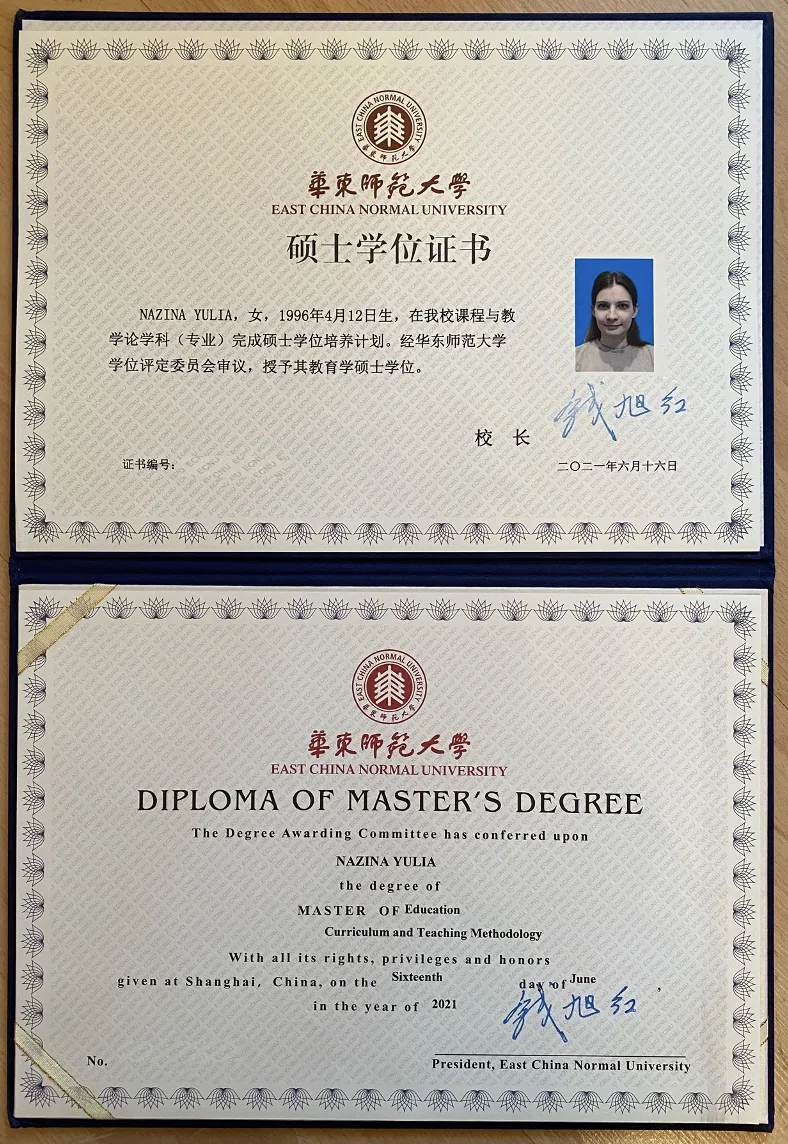 EAST CHINA NORMAL UNIVERSITY
華東師范大學
華東師范大學
EAST CHINA NORMAL UNIVERSITY
硕士学位证书
NAZINA YULIA，女，1996年4月12日生，在我校课程与教
学论学科（专业）完成硕士学位培养计划。经华东师范大学
学位评定委员会审议，授予其教育学硕士学位。
校 长
钱旭红
证书编号：
二〇二一年六月十六日
EAST CHINA NORMAL UNIVERSITY
華東師范大學
華東師范大學
EAST CHINA NORMAL UNIVERSITY
DIPLOMA OF MASTER'S DEGREE
The Degree Awarding Committee has conferred upon
NAZINA YULIA
the degree of
MASTER OF Education
Curriculum and Teaching Methodology
With all its rights, privileges and honors
given at Shanghai, China, on the Sixteenth day of June,
in the year of 2021
钱旭红
No.
President, East China Normal University